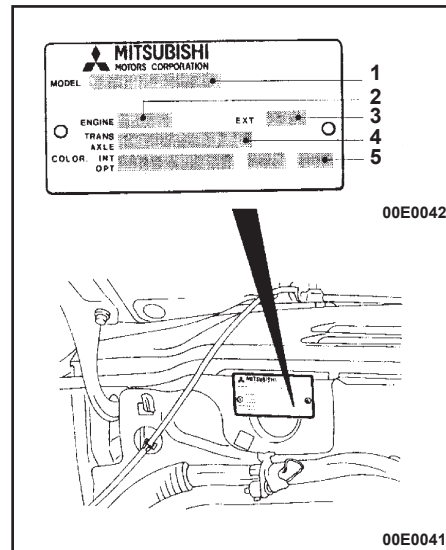 MITSUBISHI
MOTORS CORPORATION
MODEL 1
2
ENGINE EXT 3
TRANS 4
AXLE
COLOR. INT 5
OPT
00E0042
MITSUBISHI
00E0041